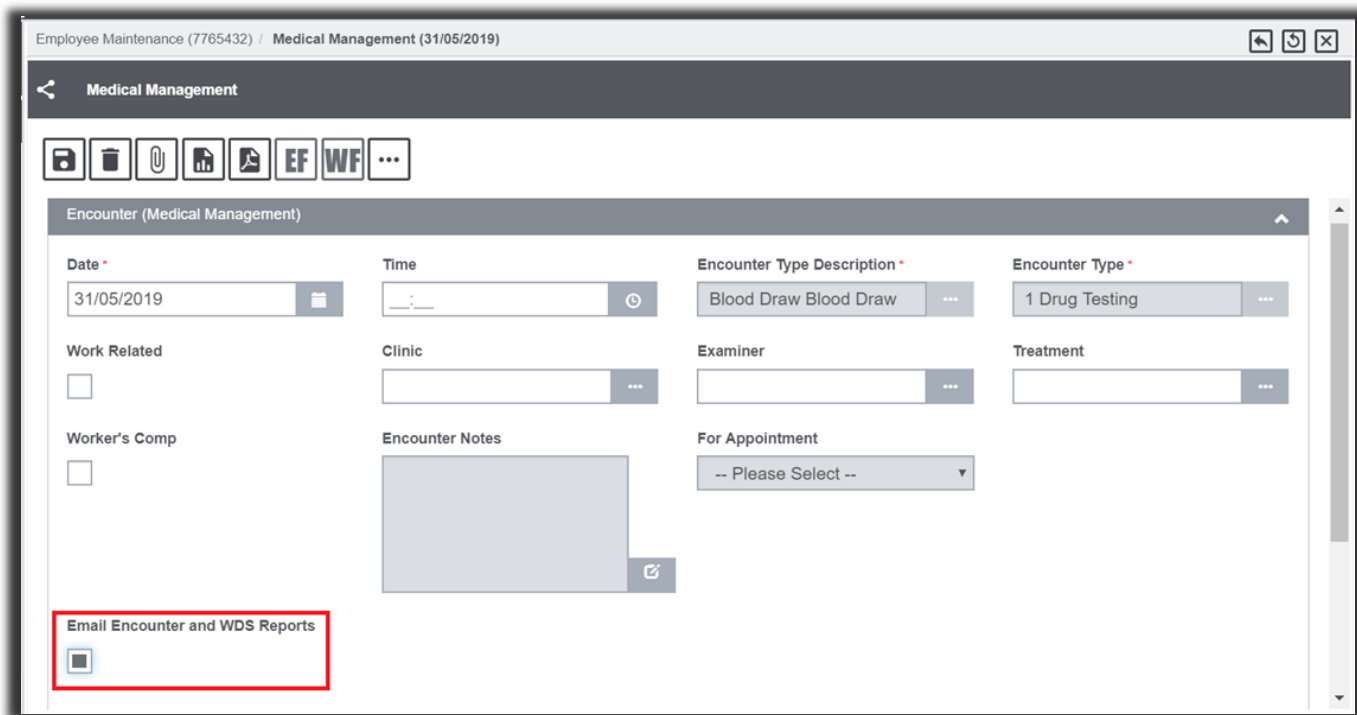 Employee Maintenance (7765432) / Medical Management (31/05/2019)
Medical Management
EF WF
Encounter (Medical Management)
Date * Time Encounter Type Description * Encounter Type *
31/05/2019 __:__ Blood Draw Blood Draw 1 Drug Testing
Work Related Clinic Examiner Treatment
Worker's Comp Encounter Notes For Appointment
-- Please Select --
Email Encounter and WDS Reports